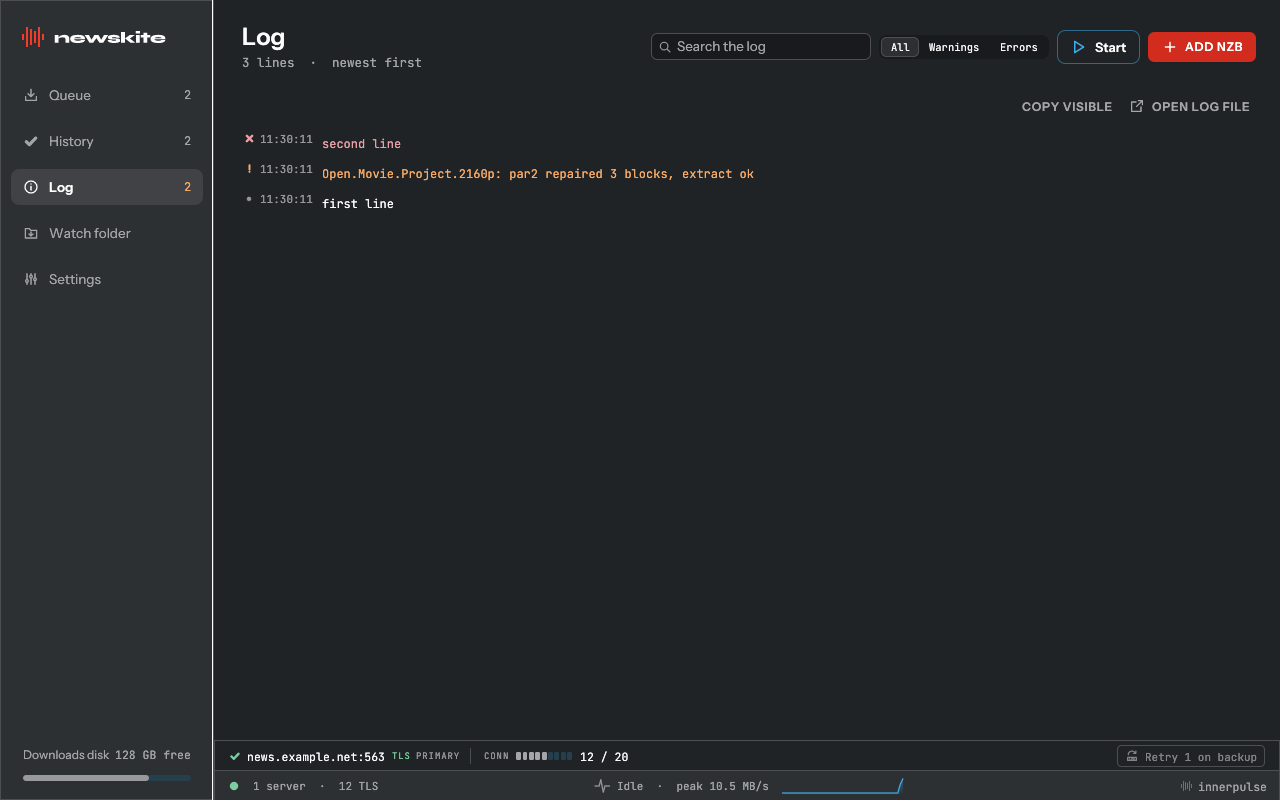 newskite
Queue 2
History 2
Log 2
Watch folder
Settings
Downloads disk 128 GB free
Log
3 lines · newest first
Search the log
All Warnings Errors
Start
ADD NZB
COPY VISIBLE OPEN LOG FILE
11:30:11 second line
11:30:11 Open.Movie.Project.2160p: par2 repaired 3 blocks, extract ok
11:30:11 first line
news.example.net:563 TLS PRIMARY CONN 12 / 20 Retry 1 on backup
1 server · 12 TLS Idle · peak 10.5 MB/s innerpulse